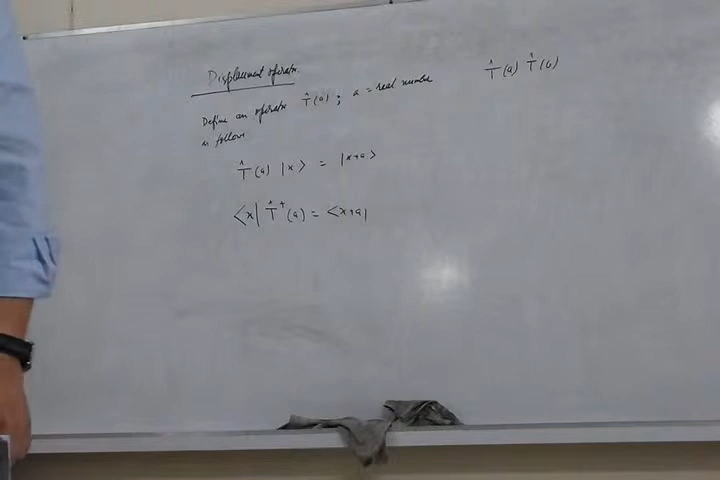 Displacement operator.
Define an operator T̂(a) ; a = real number
as follows
T̂(a) |x> = |x+a>
<x| T̂†(a) = <x+a|
T̂(a) T̂(a)